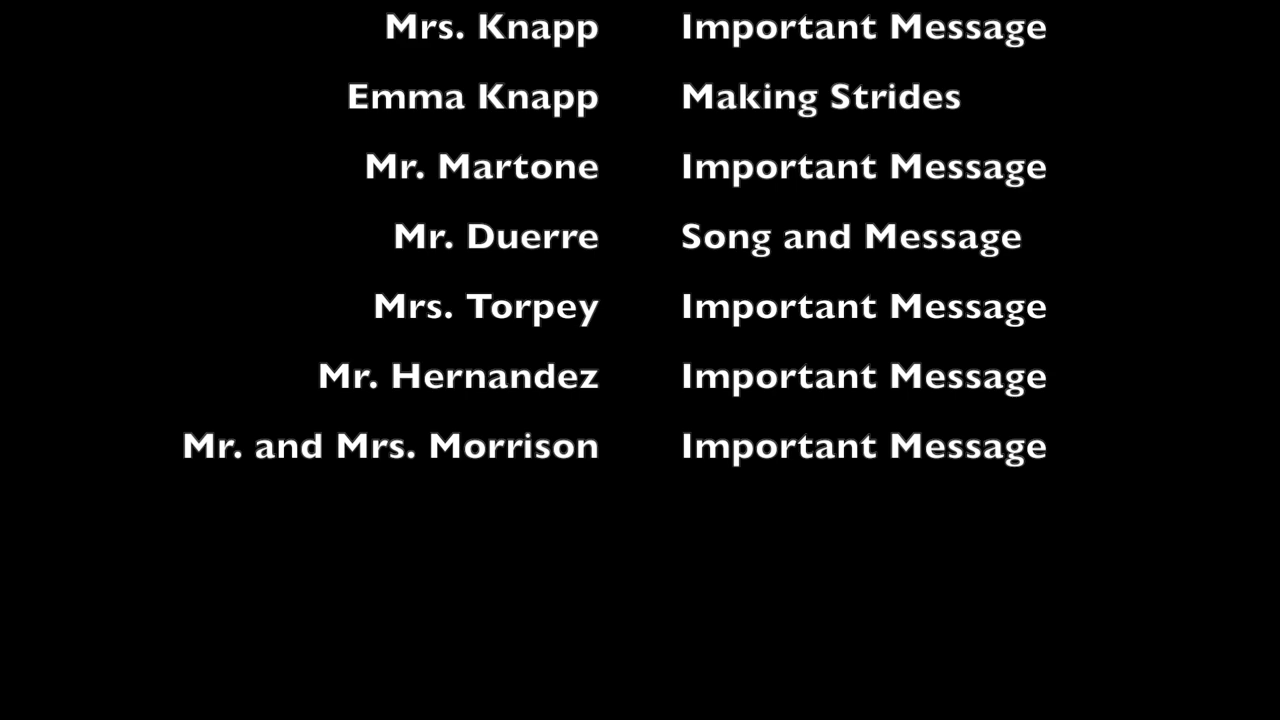 Mrs. Knapp Important Message
Emma Knapp Making Strides
Mr. Martone Important Message
Mr. Duerre Song and Message
Mrs. Torpey Important Message
Mr. Hernandez Important Message
Mr. and Mrs. Morrison Important Message